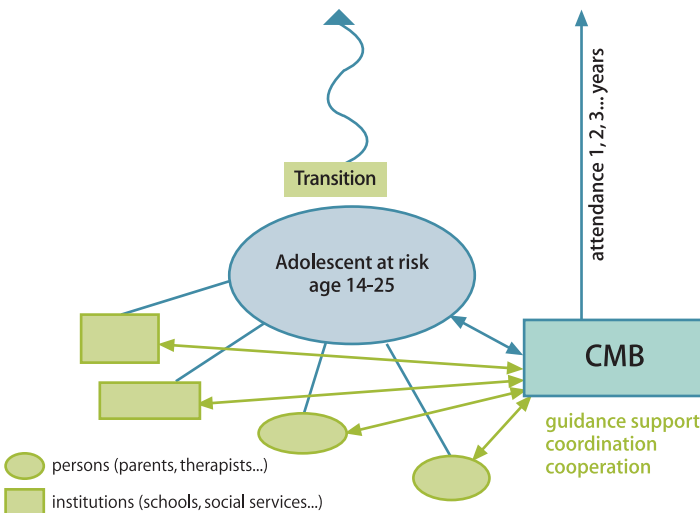 attendance 1, 2, 3... years
Transition
Adolescent at risk
age 14-25
CMB
guidance support
coordination
cooperation
persons (parents, therapists...)
institutions (schools, social services...)